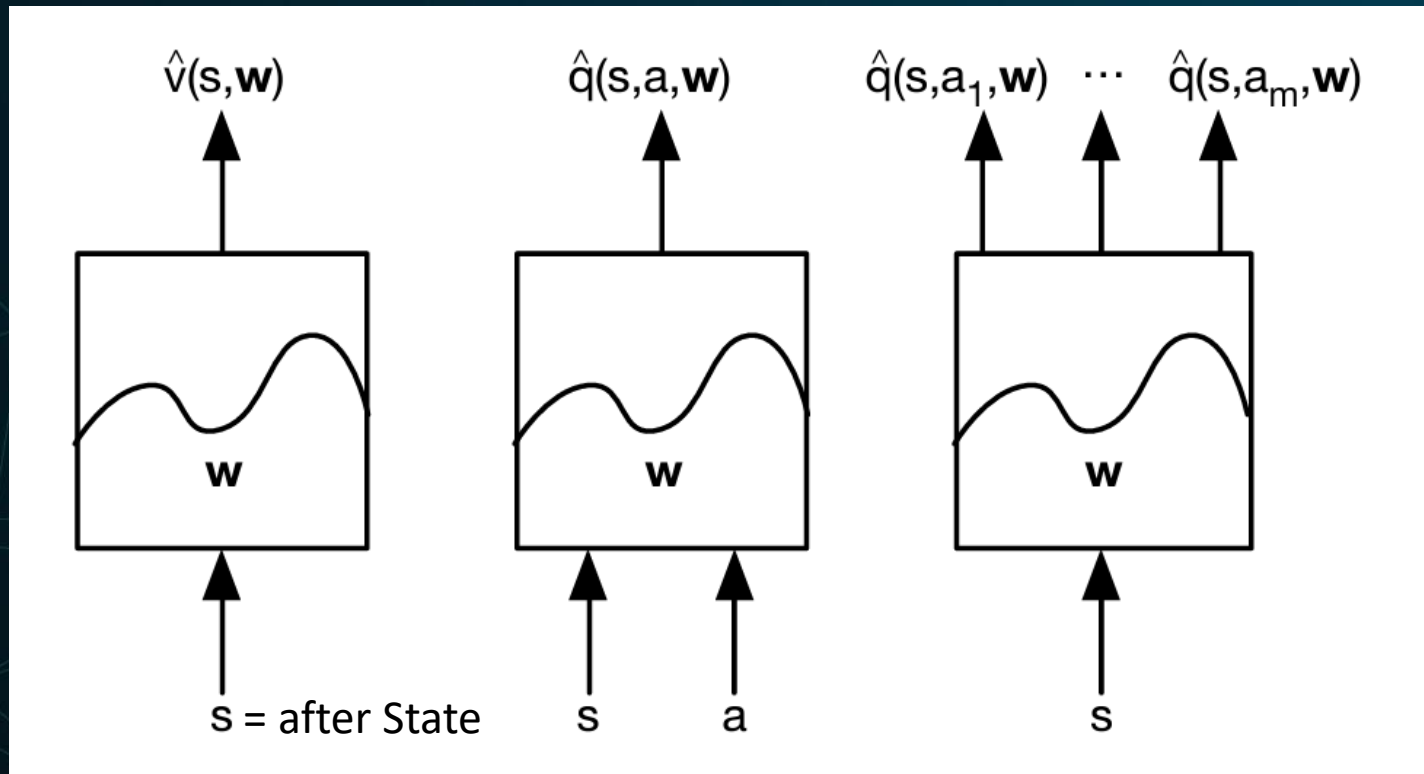 v̂(s,w) q̂(s,a,w) q̂(s,a₁,w) ··· q̂(s,aₘ,w)
w w w
s = after State s a s